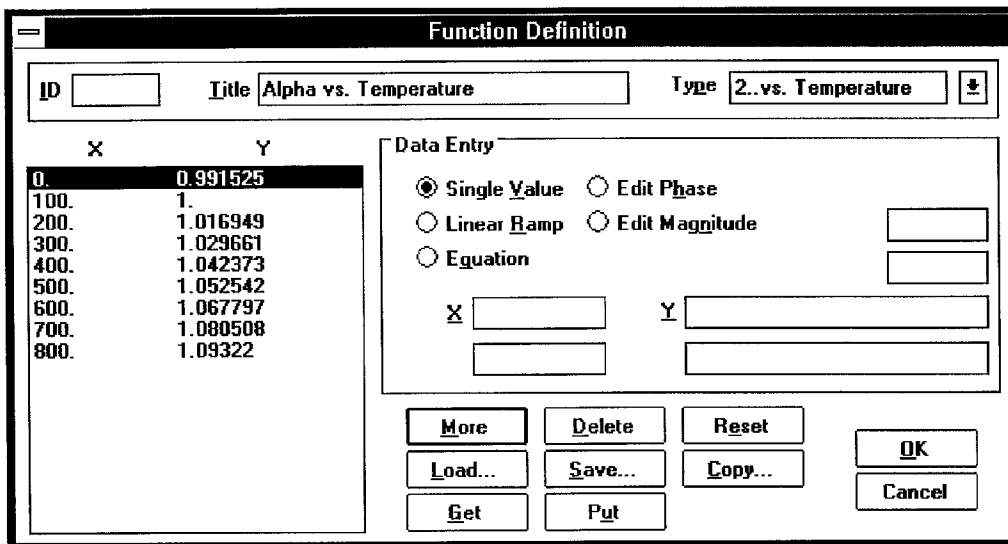 Function Definition
ID Title Alpha vs. Temperature Type 2..vs. Temperature
X Y
0. 0.991525
100. 1.
200. 1.016949
300. 1.029661
400. 1.042373
500. 1.052542
600. 1.067797
700. 1.080508
800. 1.09322
Data Entry
Single Value Edit Phase
Linear Ramp Edit Magnitude
Equation
X Y
More Delete Reset
Load... Save... Copy...
Get Put
OK
Cancel